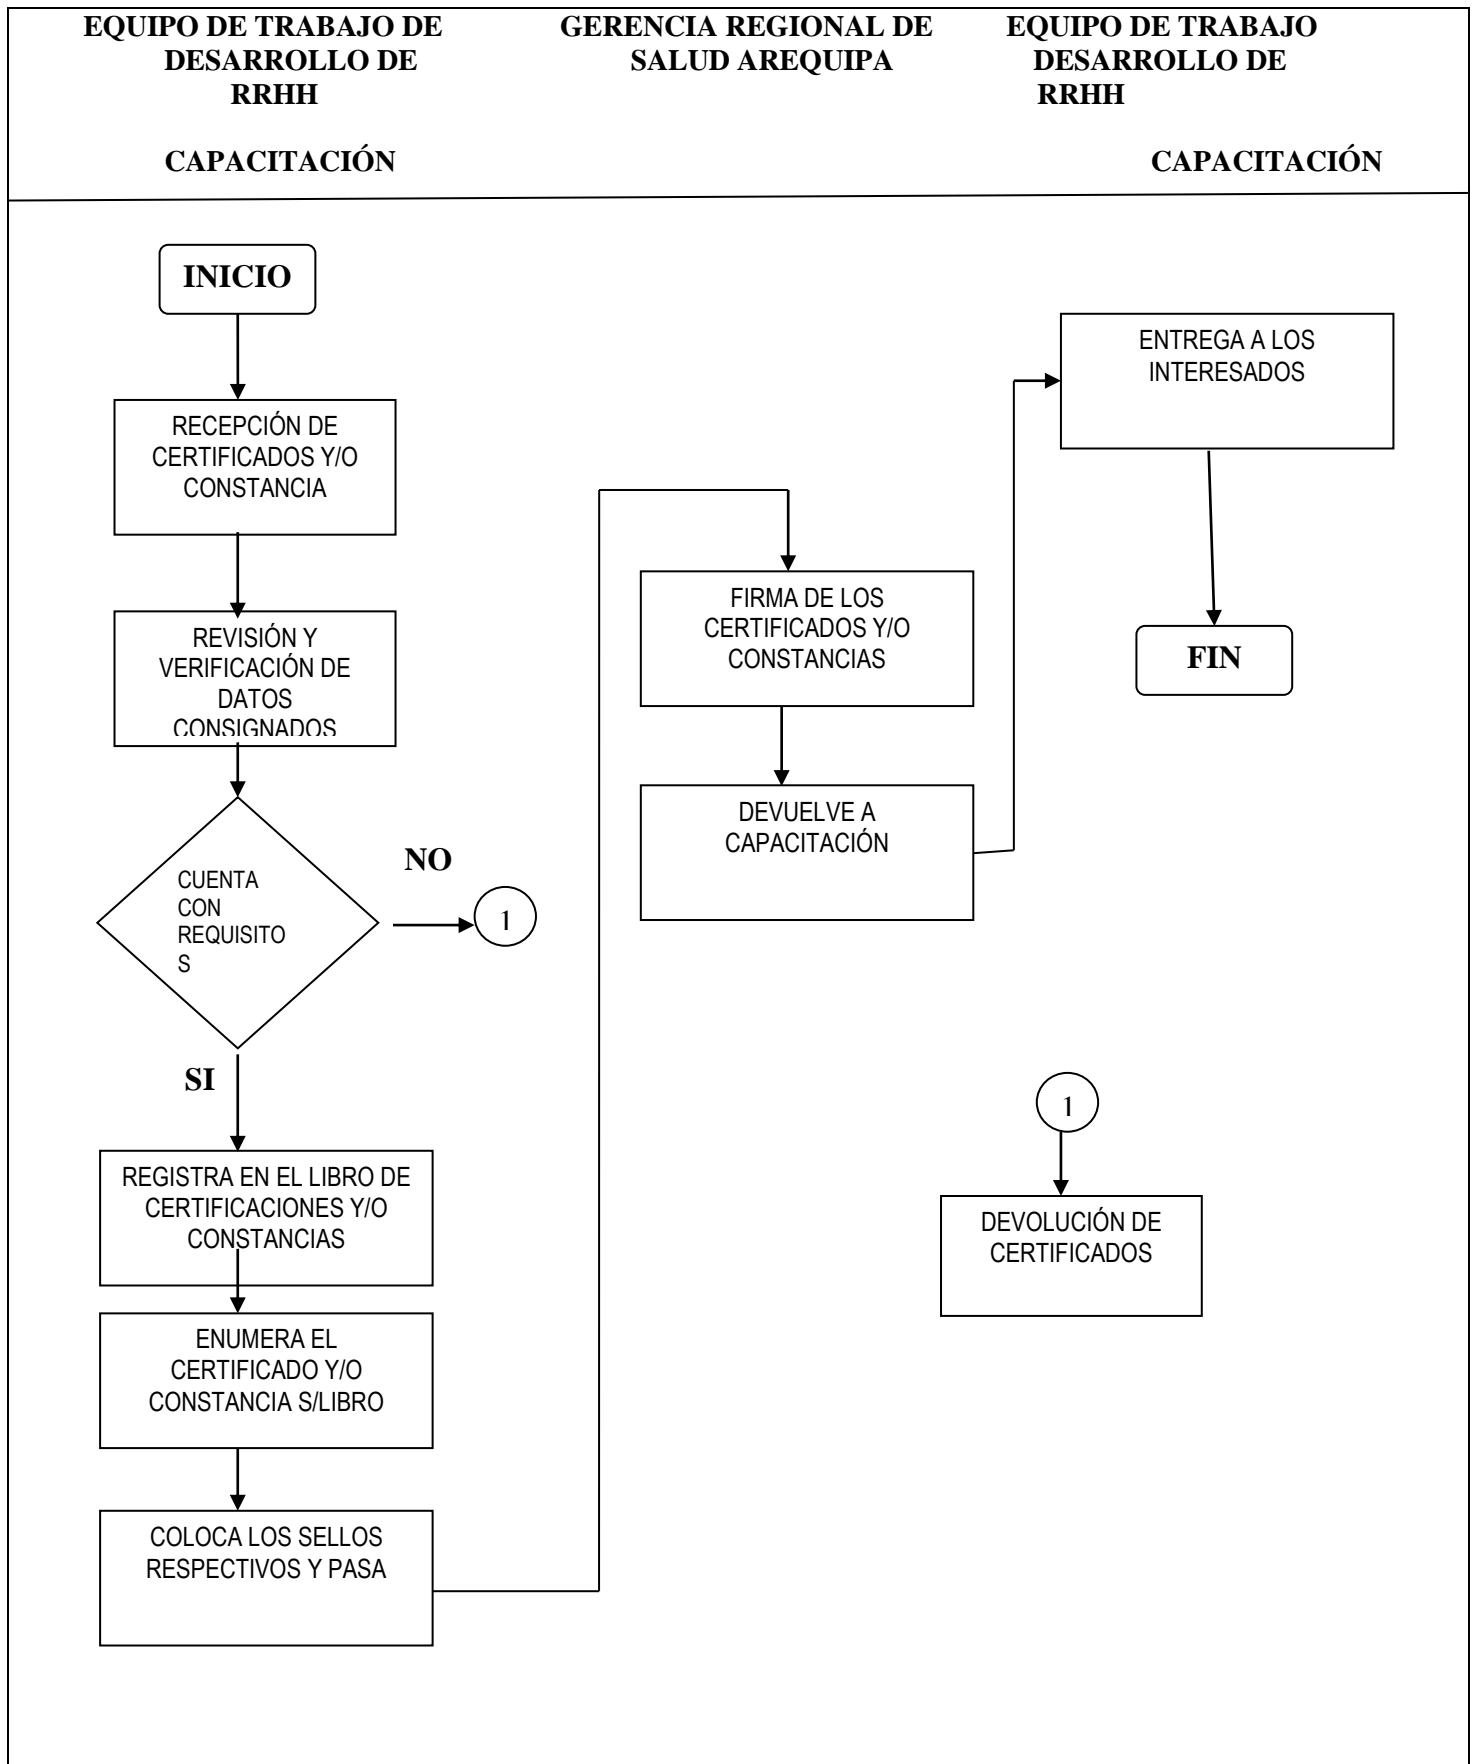 EQUIPO DE TRABAJO DE
DESARROLLO DE
RRHH
CAPACITACIÓN
GERENCIA REGIONAL DE
SALUD AREQUIPA
EQUIPO DE TRABAJO
DESARROLLO DE
RRHH
CAPACITACIÓN
INICIO
RECEPCIÓN DE
CERTIFICADOS Y/O
CONSTANCIA
REVISIÓN Y
VERIFICACIÓN DE
DATOS
CONSIGNADOS
CUENTA
CON
REQUISITO
S
NO
1
SI
REGISTRA EN EL LIBRO DE
CERTIFICACIONES Y/O
CONSTANCIAS
ENUMERA EL
CERTIFICADO Y/O
CONSTANCIA S/LIBRO
COLOCA LOS SELLOS
RESPECTIVOS Y PASA
FIRMA DE LOS
CERTIFICADOS Y/O
CONSTANCIAS
DEVUELVE A
CAPACITACIÓN
ENTREGA A LOS
INTERESADOS
FIN
1
DEVOLUCIÓN DE
CERTIFICADOS